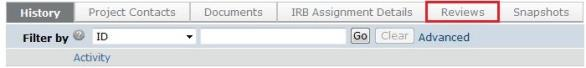 History Project Contacts Documents IRB Assignment Details Reviews Snapshots
Filter by ? ID Go Clear Advanced
Activity